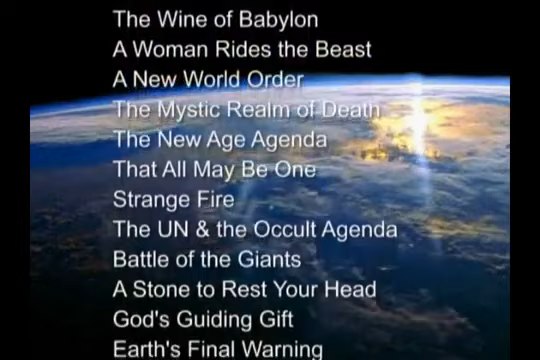 The Wine of Babylon
A Woman Rides the Beast
A New World Order
The Mystic Realm of Death
The New Age Agenda
That All May Be One
Strange Fire
The UN & the Occult Agenda
Battle of the Giants
A Stone to Rest Your Head
God's Guiding Gift
Earth's Final Warning